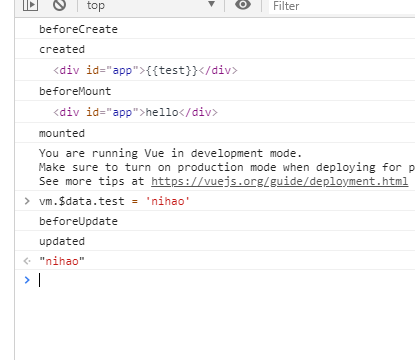 top
Filter
beforeCreate
created
<div id="app">{{test}}</div>
beforeMount
<div id="app">hello</div>
mounted
You are running Vue in development mode.
Make sure to turn on production mode when deploying for p
See more tips at https://vuejs.org/guide/deployment.html
> vm.$data.test = 'nihao'
beforeUpdate
updated
"nihao"